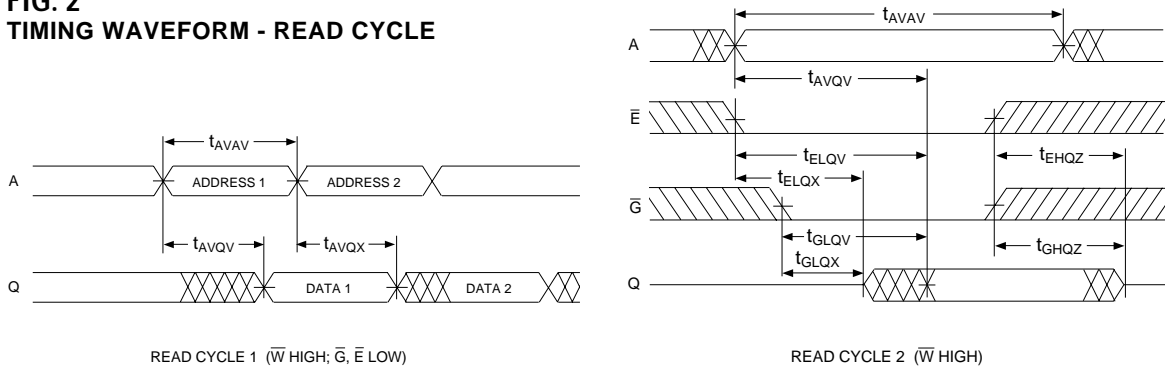 FIG. 2
TIMING WAVEFORM - READ CYCLE
tAVAV
A
ADDRESS 1
ADDRESS 2
tAVQV
tAVQX
Q
DATA 1
DATA 2
READ CYCLE 1 (W̅ HIGH; G̅, E̅ LOW)
tAVAV
A
tAVQV
E̅
tELQV
tEHQZ
tELQX
G̅
tGLQV
tGHQZ
tGLQX
Q
READ CYCLE 2 (W̅ HIGH)